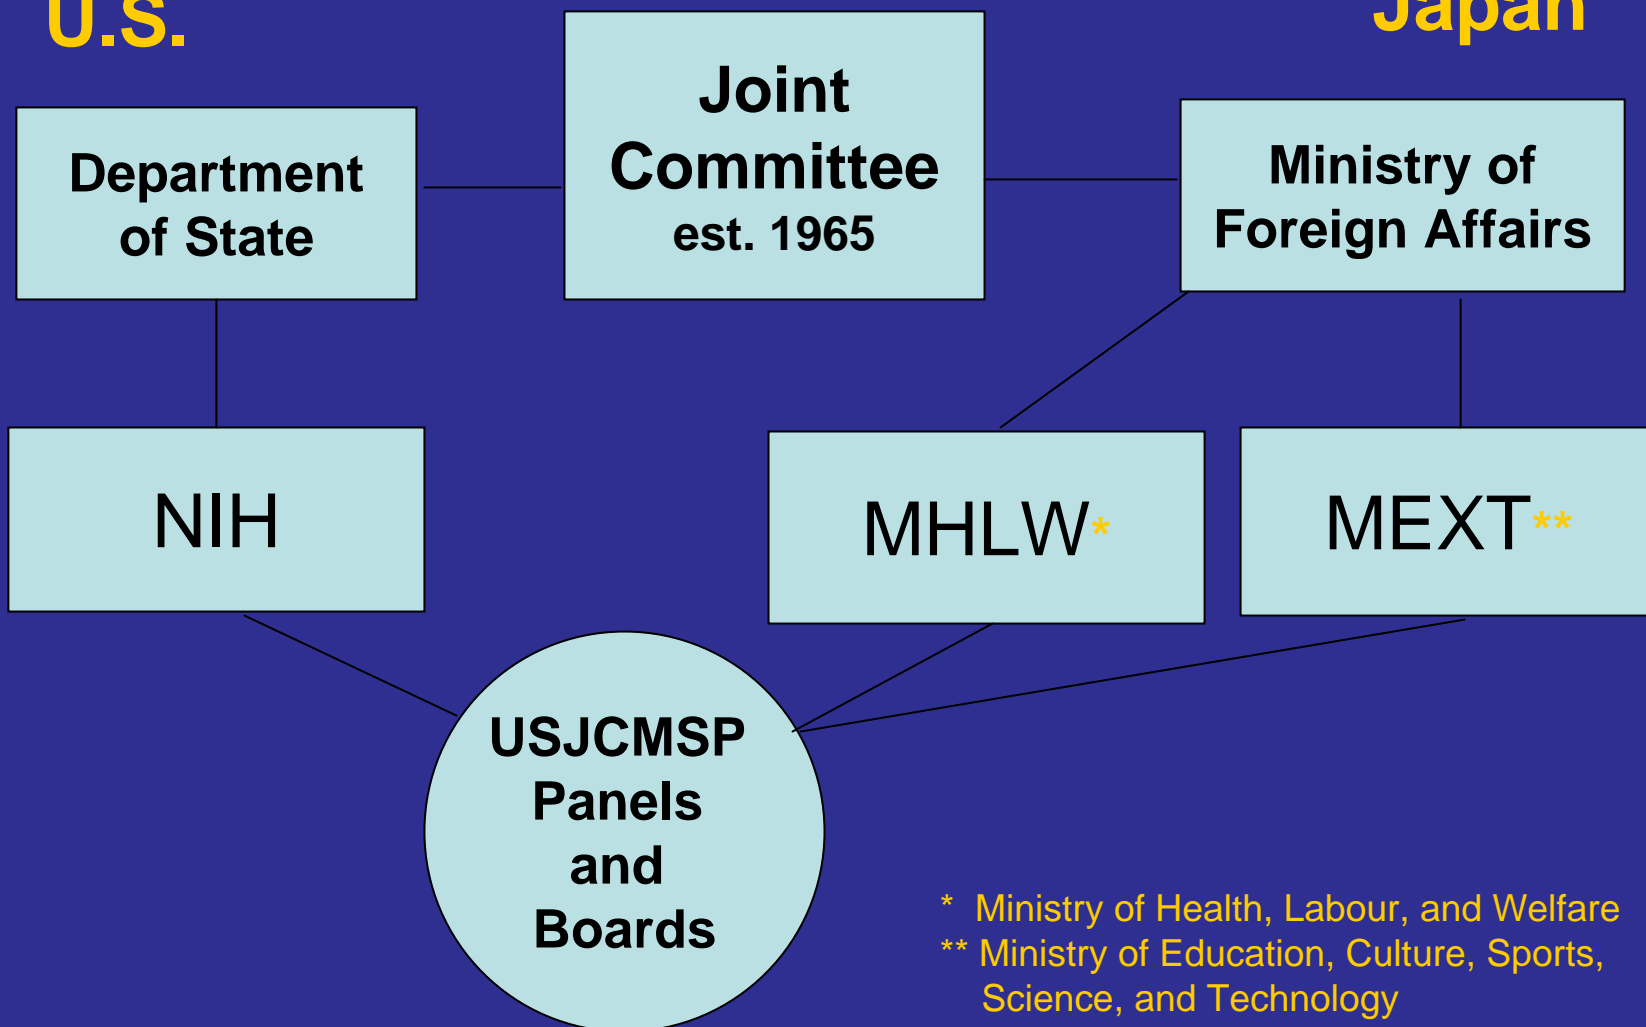 U.S.
Japan
Joint
Committee
est. 1965
Department
of State
Ministry of
Foreign Affairs
NIH
MHLW*
MEXT**
USJCMSP
Panels
and
Boards
* Ministry of Health, Labour, and Welfare
** Ministry of Education, Culture, Sports,
Science, and Technology